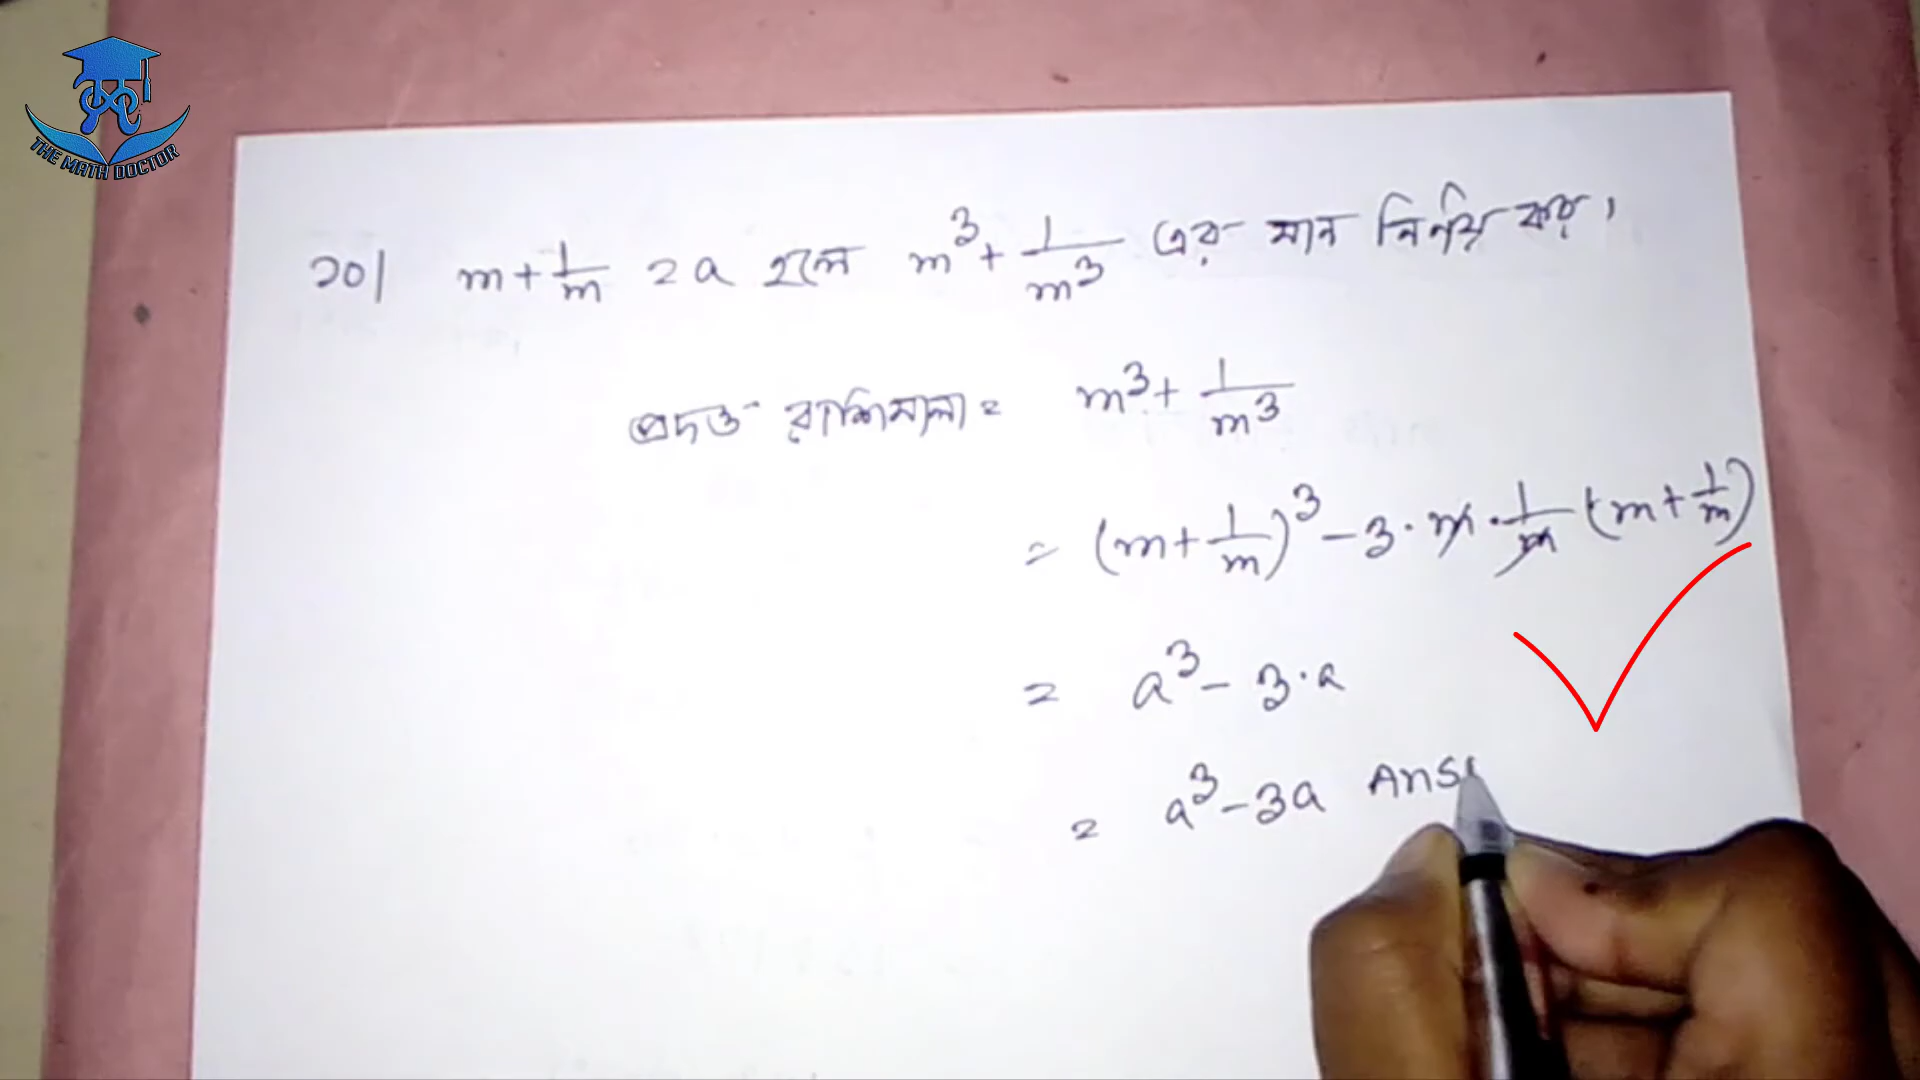 THE MATH DOCTOR
১০। m + 1/m = a হলে m³ + 1/m³ এর মান নির্ণয় কর।
প্রদত্ত রাশিমালা = m³ + 1/m³
= (m + 1/m)³ - 3·m·1/m (m + 1/m)
= a³ - 3·a
= a³ - 3a Ans